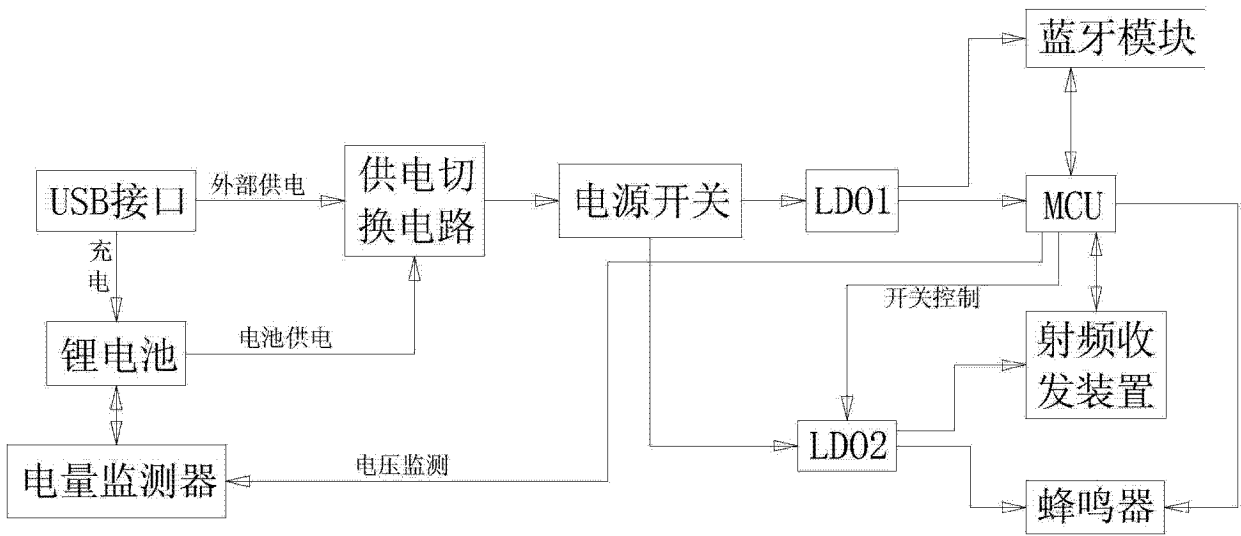 蓝牙模块
USB接口
外部供电
供电切
换电路
电源开关
LDO1
MCU
充
电
开关控制
锂电池
电池供电
射频收
发装置
LDO2
电量监测器
电压监测
蜂鸣器